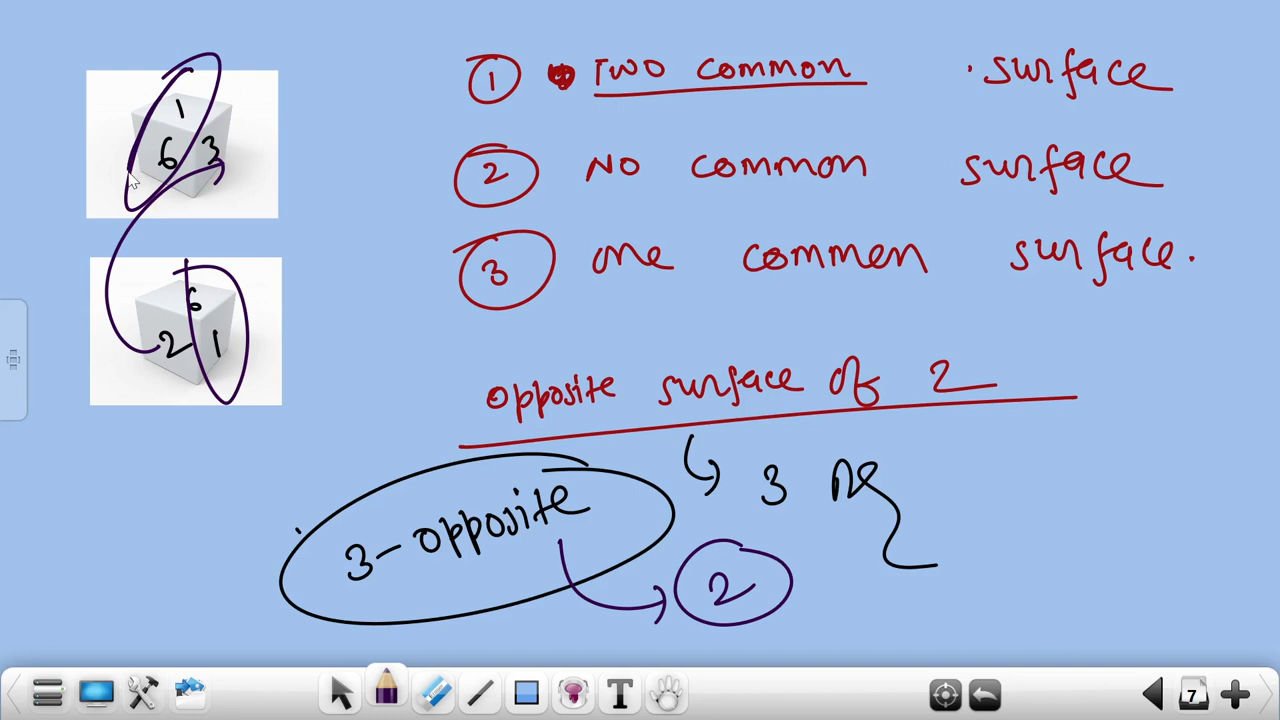 1
6 3
6
2 1
1 Two common surface
2 No common surface
3 one common surface.
opposite surface of 2
3
3-opposite
2
T
7